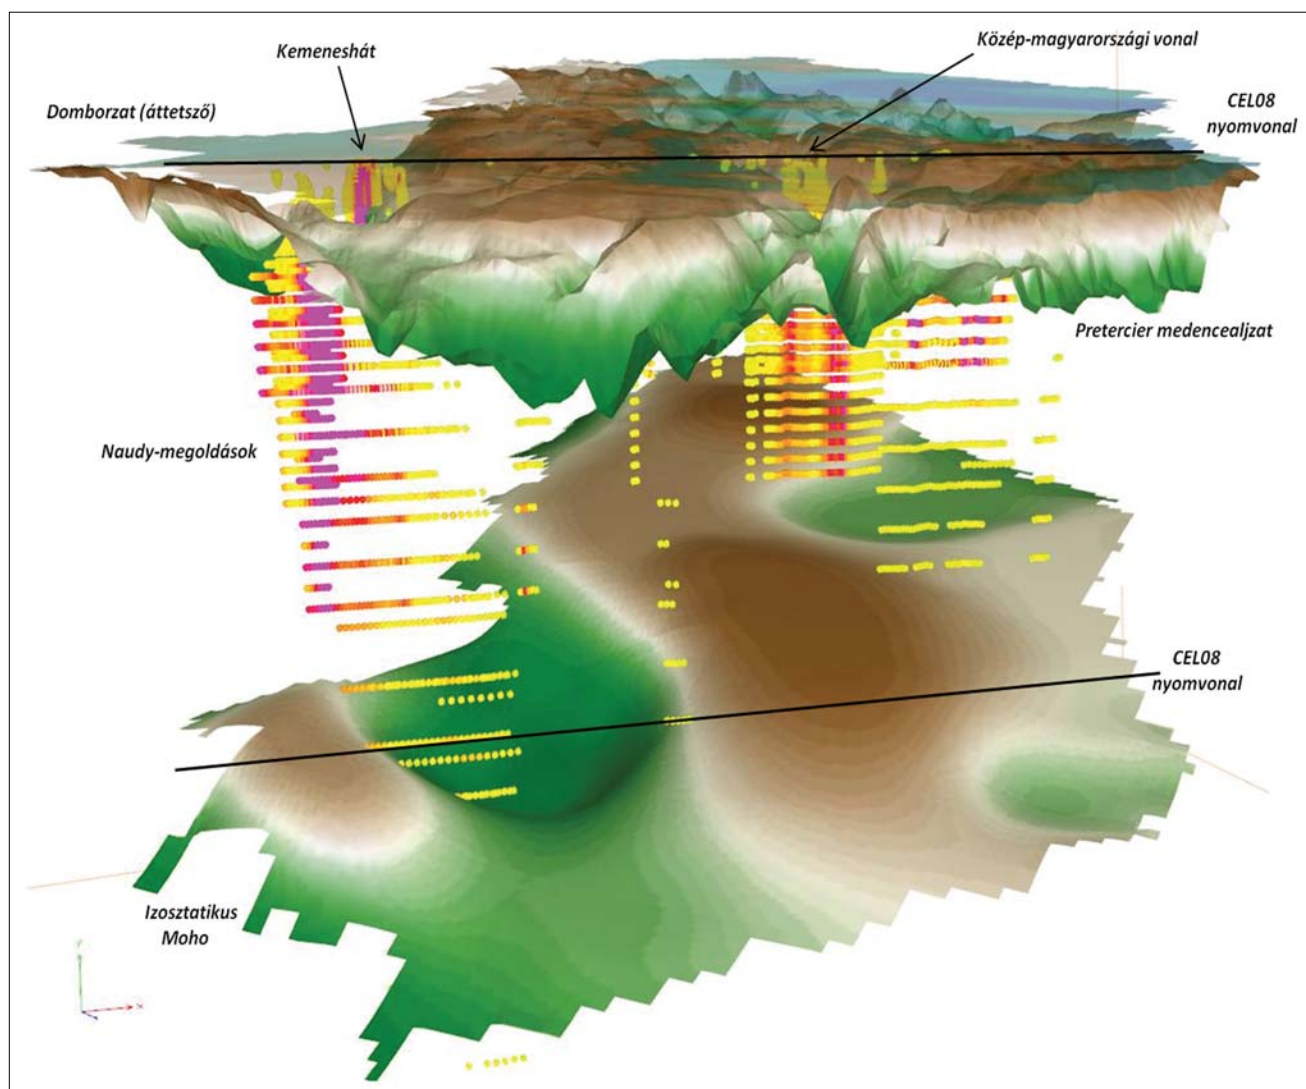 Kemeneshát
Közép-magyarországi vonal
Domborzat (áttetsző)
CEL08
nyomvonal
Pretercier medencealjzat
Naudy-megoldások
CEL08
nyomvonal
Izosztatikus
Moho
Y
X